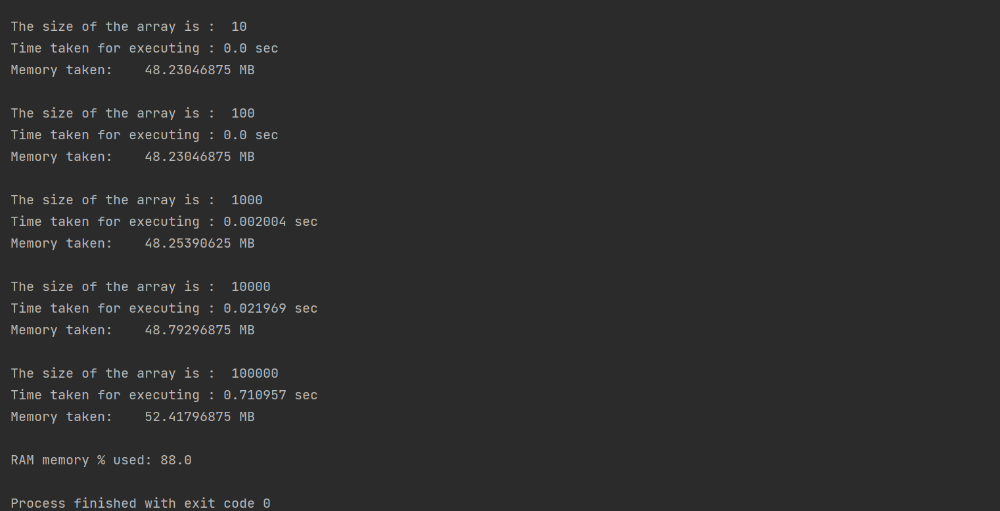 The size of the array is :  10
Time taken for executing : 0.0 sec
Memory taken:    48.23046875 MB
The size of the array is :  100
Time taken for executing : 0.0 sec
Memory taken:    48.23046875 MB
The size of the array is :  1000
Time taken for executing : 0.002004 sec
Memory taken:    48.25390625 MB
The size of the array is :  10000
Time taken for executing : 0.021969 sec
Memory taken:    48.79296875 MB
The size of the array is :  100000
Time taken for executing : 0.710957 sec
Memory taken:    52.41796875 MB
RAM memory % used: 88.0
Process finished with exit code 0